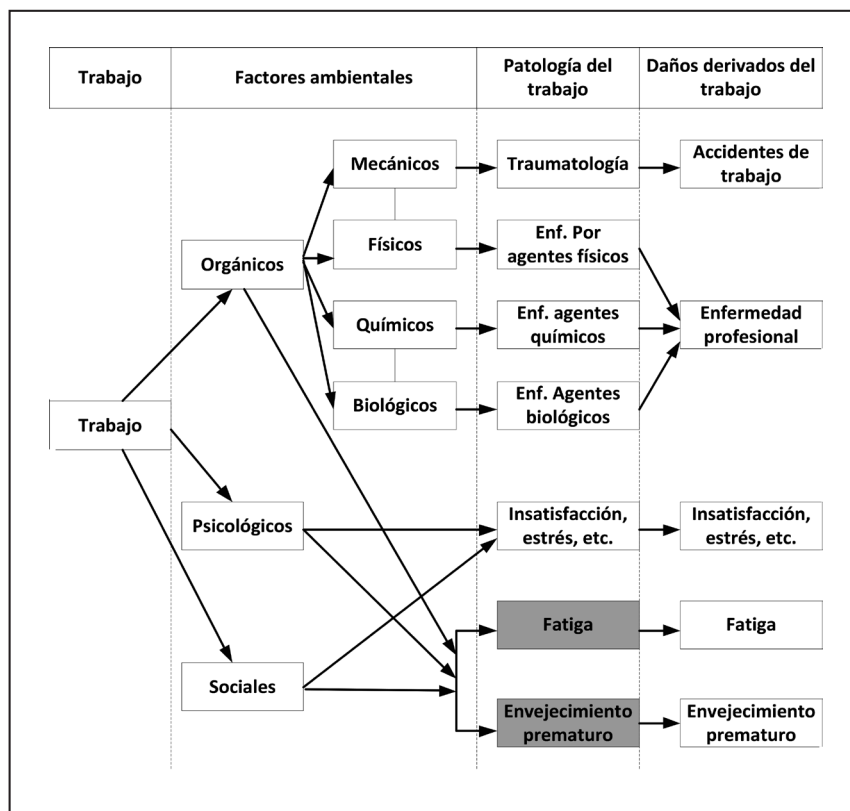 Trabajo
Factores ambientales
Patología del
trabajo
Daños derivados del
trabajo
Mecánicos
Traumatología
Accidentes de
trabajo
Orgánicos
Físicos
Enf. Por
agentes físicos
Químicos
Enf. agentes
químicos
Enfermedad
profesional
Biológicos
Enf. Agentes
biológicos
Trabajo
Psicológicos
Insatisfacción,
estrés, etc.
Insatisfacción,
estrés, etc.
Fatiga
Fatiga
Sociales
Envejecimiento
prematuro
Envejecimiento
prematuro